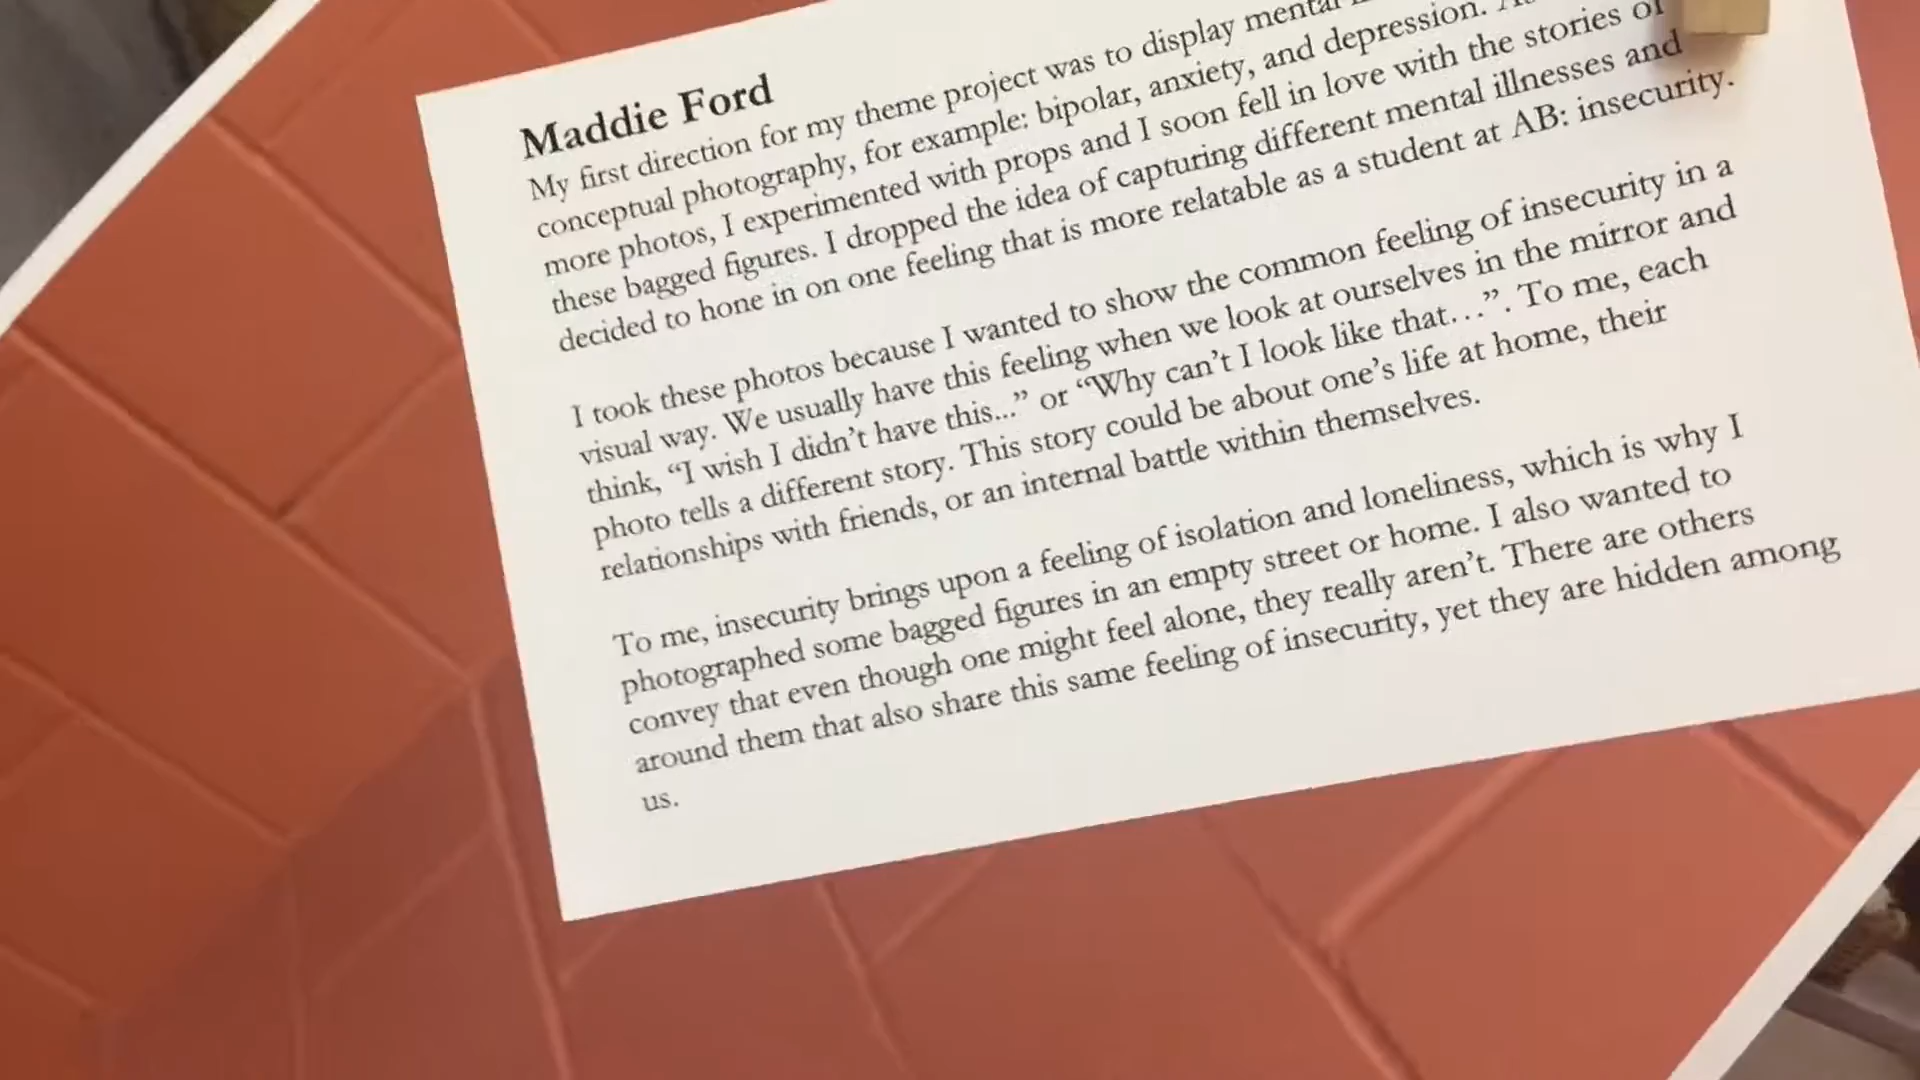 Maddie Ford
My first direction for my theme project was to display mental
conceptual photography, for example: bipolar, anxiety, and depression.
more photos, I experimented with props and I soon fell in love with the stories of
these bagged figures. I dropped the idea of capturing different mental illnesses and
decided to hone in on one feeling that is more relatable as a student at AB: insecurity.
I took these photos because I wanted to show the common feeling of insecurity in a
visual way. We usually have this feeling when we look at ourselves in the mirror and
think, “I wish I didn’t have this...” or “Why can’t I look like that…”. To me, each
photo tells a different story. This story could be about one’s life at home, their
relationships with friends, or an internal battle within themselves.
To me, insecurity brings upon a feeling of isolation and loneliness, which is why I
photographed some bagged figures in an empty street or home. I also wanted to
convey that even though one might feel alone, they really aren’t. There are others
around them that also share this same feeling of insecurity, yet they are hidden among
us.